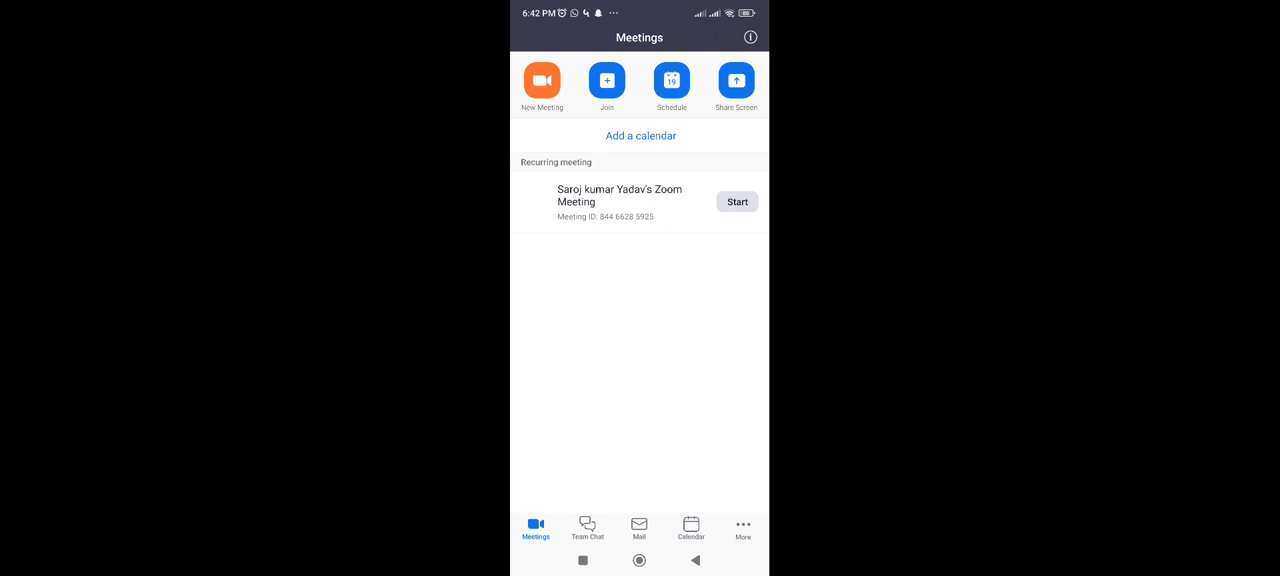 6:42 PM
86
Meetings
New Meeting
Join
19
Schedule
Share Screen
Add a calendar
Recurring meeting
Saroj kumar Yadav's Zoom
Meeting
Start
Meeting ID: 844 6628 5925
Meetings
Team Chat
Mail
Calendar
More